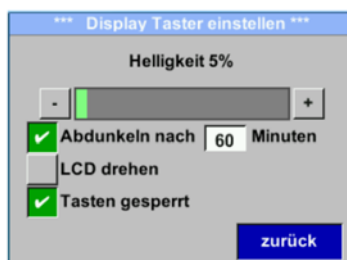 *** Display Taster einstellen ***
Helligkeit 5%
- +
Abdunkeln nach 60 Minuten
LCD drehen
Tasten gesperrt
zurück